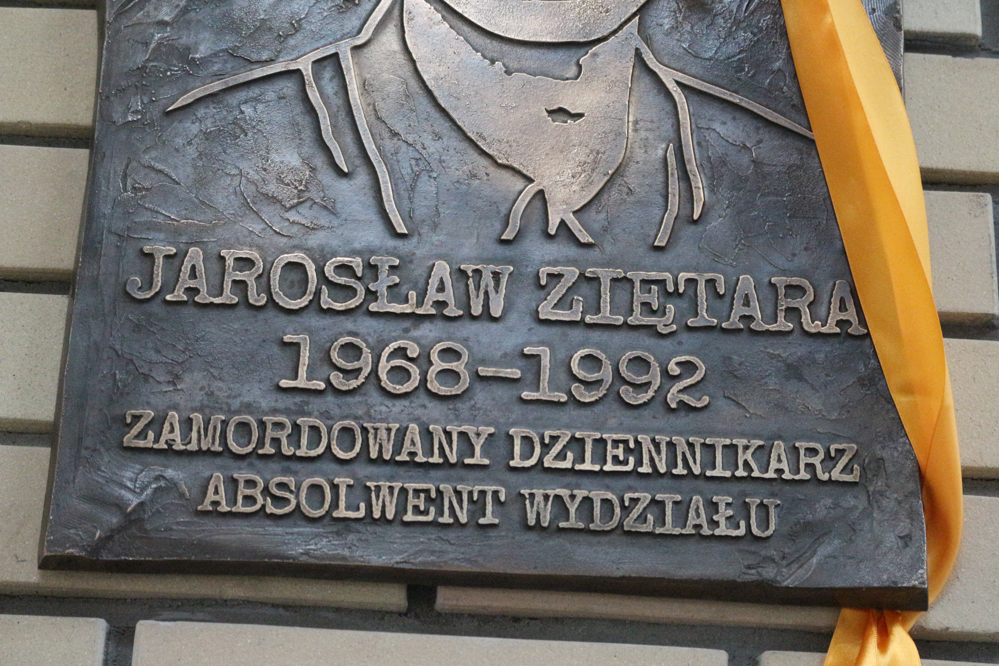 JAROSŁAW ZIĘTARA
1968-1992
ZAMORDOWANY DZIENNIKARZ
ABSOLWENT WYDZIAŁU